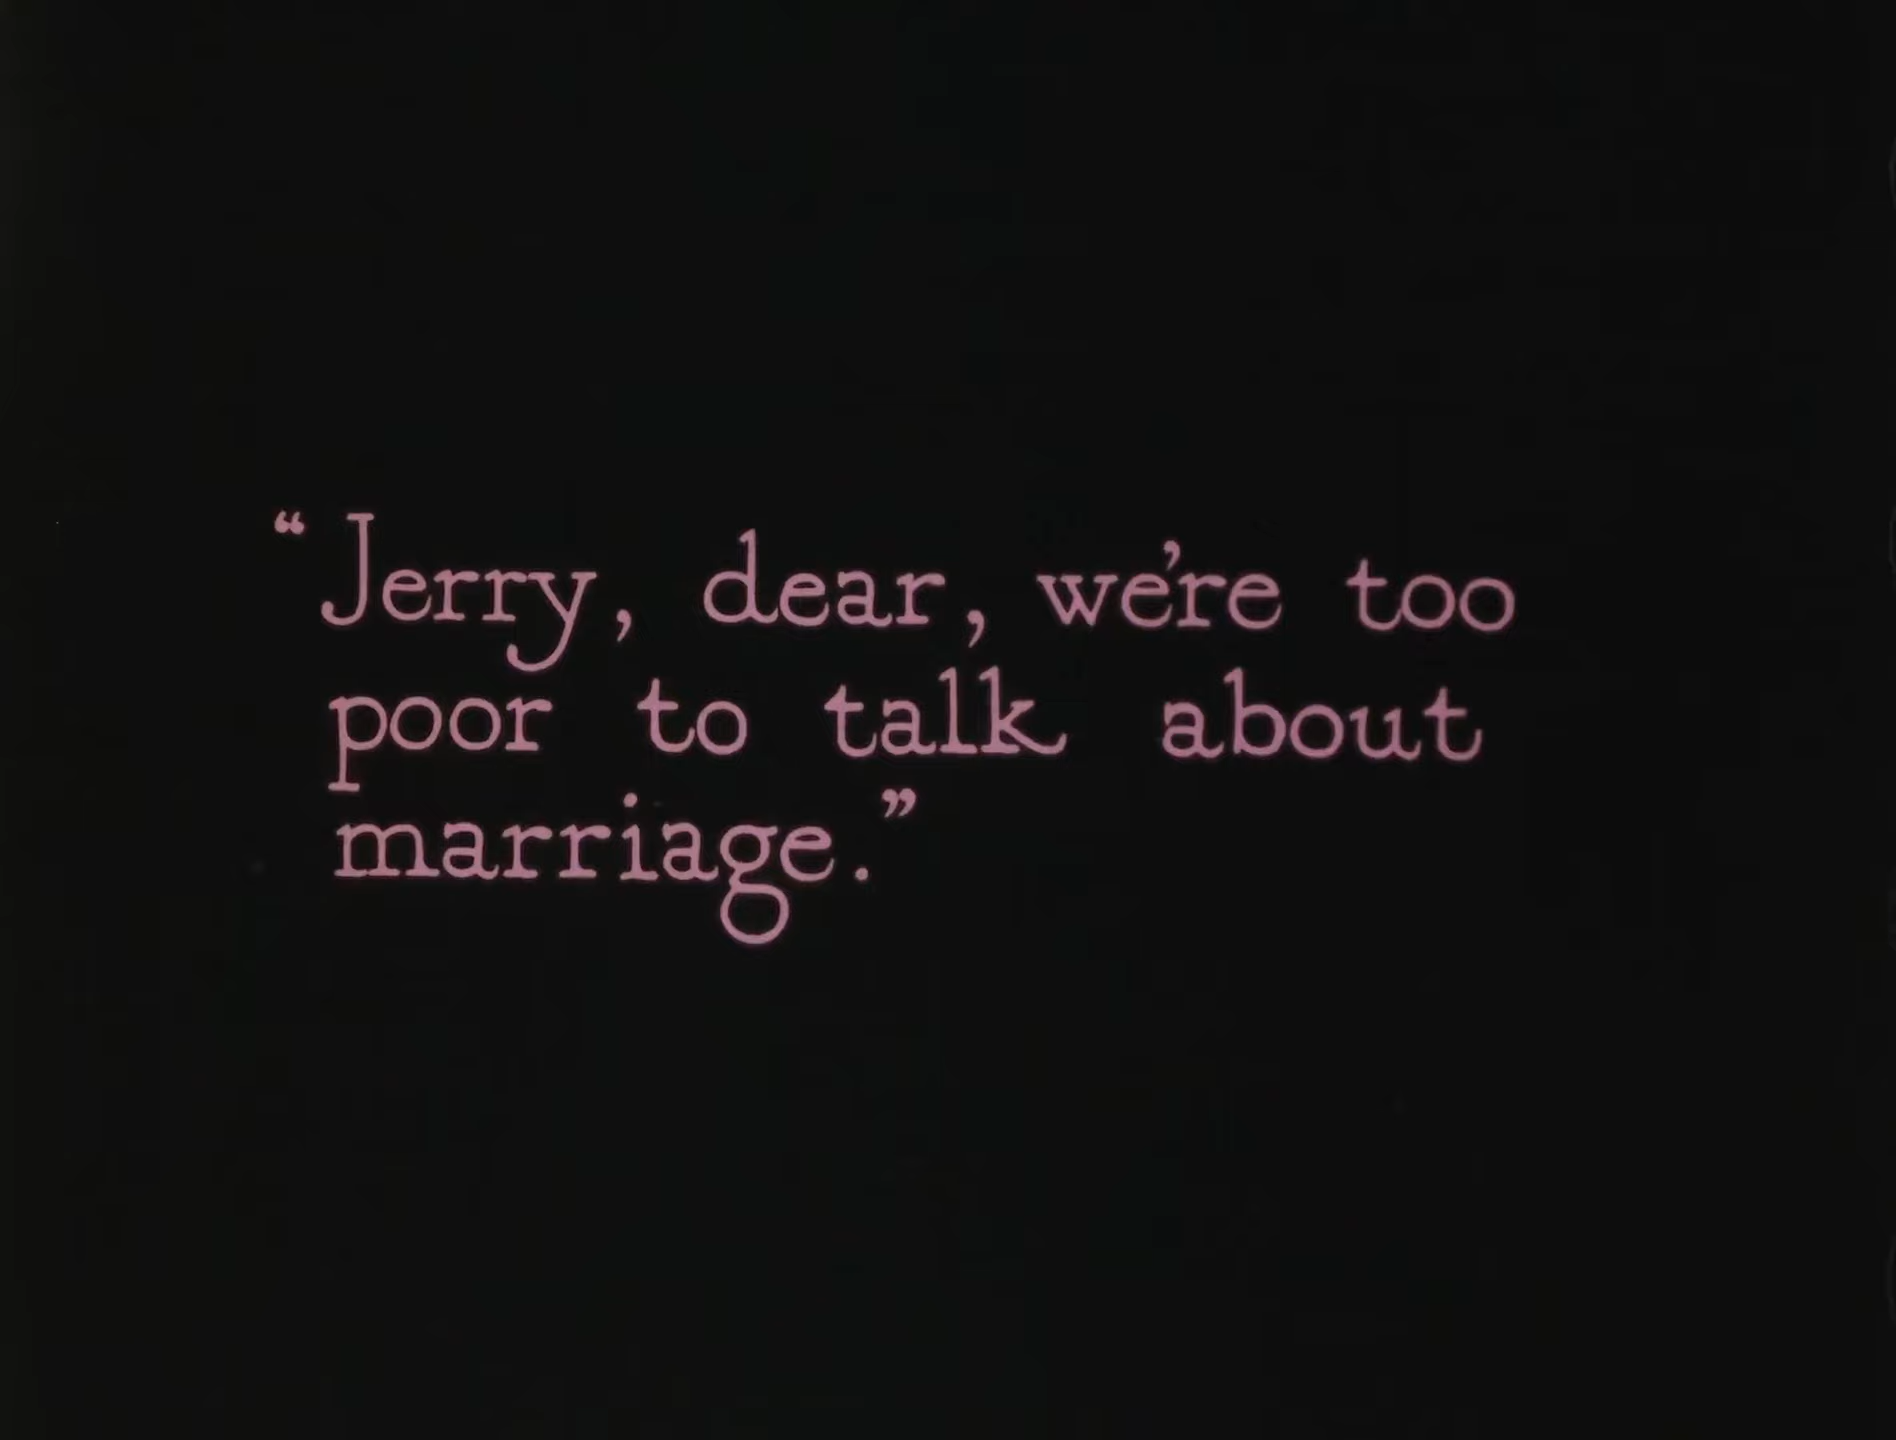 “Jerry, dear, we're too
poor to talk about
marriage.”